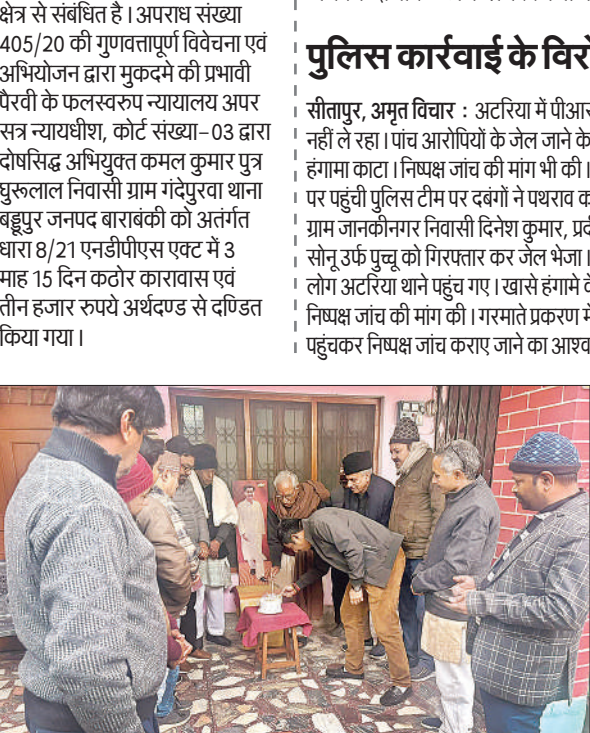 क्षेत्र से संबंधित है। अपराध संख्या
405/20 की गुणवत्तापूर्ण विवेचना एवं
अभियोजन द्वारा मुकदमे की प्रभावी
पैरवी के फलस्वरुप न्यायालय अपर
सत्र न्यायधीश, कोर्ट संख्या-03 द्वारा
दोषसिद्ध अभियुक्त कमल कुमार पुत्र
घुरूलाल निवासी ग्राम गंदेपुरवा थाना
बड्डूपुर जनपद बाराबंकी को अतंर्गत
धारा 8/21 एनडीपीएस एक्ट में 3
माह 15 दिन कठोर कारावास एवं
तीन हजार रुपये अर्थदण्ड से दण्डित
किया गया।
पुलिस कार्रवाई के विरो
सीतापुर, अमृत विचार : अटरिया में पीआर
नहीं ले रहा। पांच आरोपियों के जेल जाने के
हंगामा काटा। निष्पक्ष जांच की मांग भी की।
पर पहुंची पुलिस टीम पर दबंगों ने पथराव क
ग्राम जानकीनगर निवासी दिनेश कुमार, प्रदी
सोनू उर्फ पुच्चू को गिरफ्तार कर जेल भेजा।
लोग अटरिया थाने पहुंच गए। खासे हंगामे के
निष्पक्ष जांच की मांग की। गरमाते प्रकरण में
पहुंचकर निष्पक्ष जांच कराए जाने का आश्व